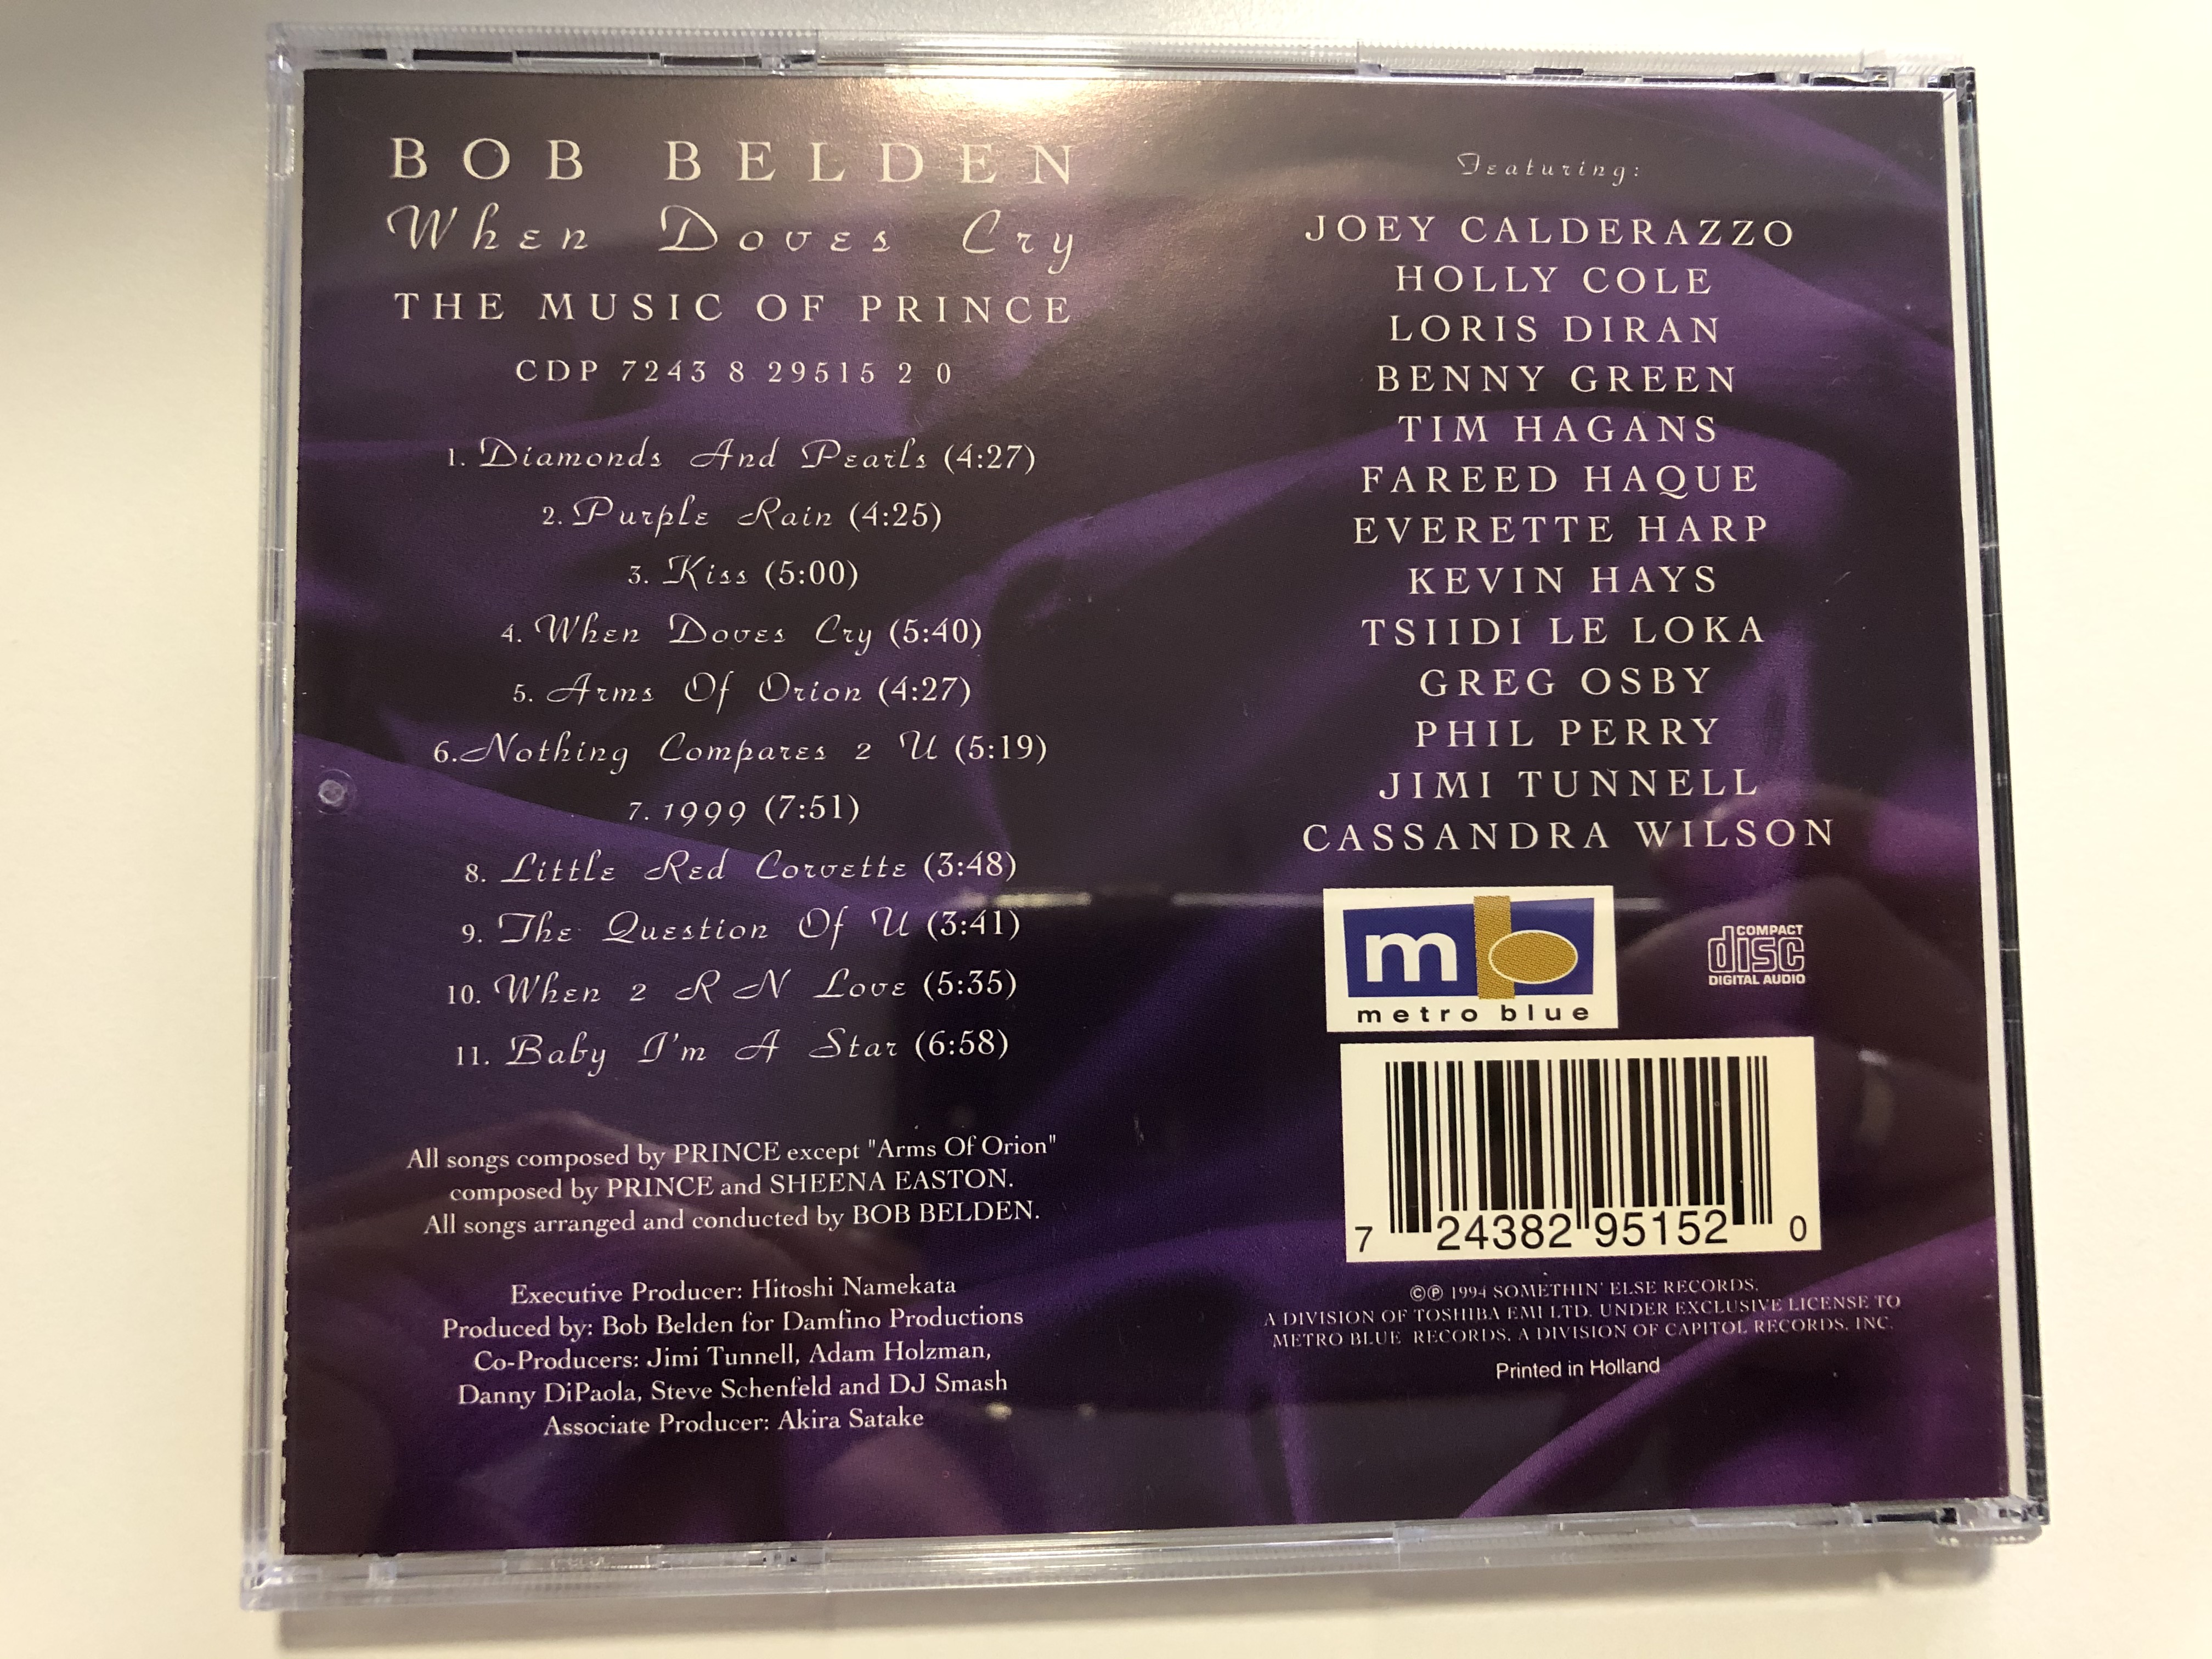 BOB BELDEN
When Doves Cry
THE MUSIC OF PRINCE
CDP 7243 8 29515 2 0
1. Diamonds And Pearls (4:27)
2. Purple Rain (4:25)
3. Kiss (5:00)
4. When Doves Cry (5:40)
5. Arms Of Orion (4:27)
6. Nothing Compares 2 U (5:19)
7. 1999 (7:51)
8. Little Red Corvette (3:48)
9. The Question Of U (3:41)
10. When 2 R N Love (5:35)
11. Baby I'm A Star (6:58)
All songs composed by PRINCE except "Arms Of Orion"
composed by PRINCE and SHEENA EASTON.
All songs arranged and conducted by BOB BELDEN.
Executive Producer: Hitoshi Namekata
Produced by: Bob Belden for Damfino Productions
Co-Producers: Jimi Tunnell, Adam Holzman,
Danny DiPaola, Steve Schenfeld and DJ Smash
Associate Producer: Akira Satake
Featuring:
JOEY CALDERAZZO
HOLLY COLE
LORIS DIRAN
BENNY GREEN
TIM HAGANS
FAREED HAQUE
EVERETTE HARP
KEVIN HAYS
TSIIDI LE LOKA
GREG OSBY
PHIL PERRY
JIMI TUNNELL
CASSANDRA WILSON
mb
metro blue
COMPACT
disc
DIGITAL AUDIO
7 24382 95152 0
©℗ 1994 SOMETHIN' ELSE RECORDS,
A DIVISION OF TOSHIBA EMI LTD. UNDER EXCLUSIVE LICENSE TO
METRO BLUE RECORDS, A DIVISION OF CAPITOL RECORDS, INC.
Printed in Holland